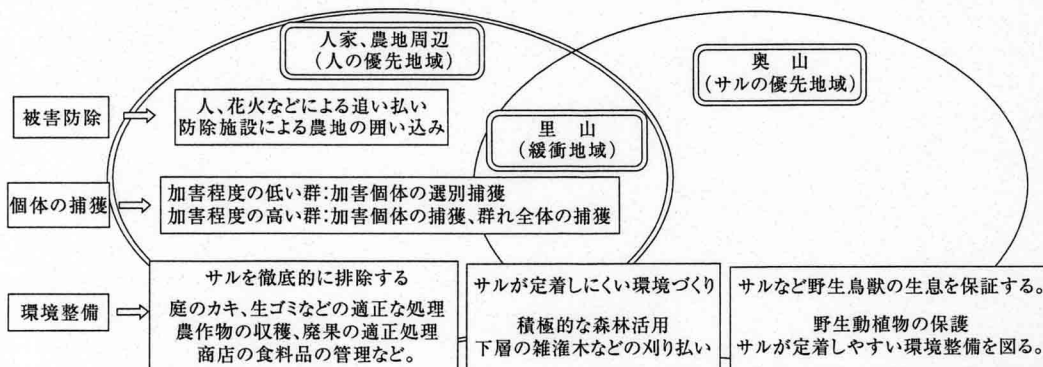 人家、農地周辺
(人の優先地域)
奥 山
(サルの優先地域)
被害防除
人、花火などによる追い払い
防除施設による農地の囲い込み
里 山
(緩衝地域)
個体の捕獲
加害程度の低い群:加害個体の選別捕獲
加害程度の高い群:加害個体の捕獲、群れ全体の捕獲
環境整備
サルを徹底的に排除する
庭のカキ、生ゴミなどの適正な処理
農作物の収穫、廃果の適正処理
商店の食料品の管理など。
サルが定着しにくい環境づくり
積極的な森林活用
下層の雑潅木などの刈り払い
サルなど野生鳥獣の生息を保証する。
野生動植物の保護
サルが定着しやすい環境整備を図る。